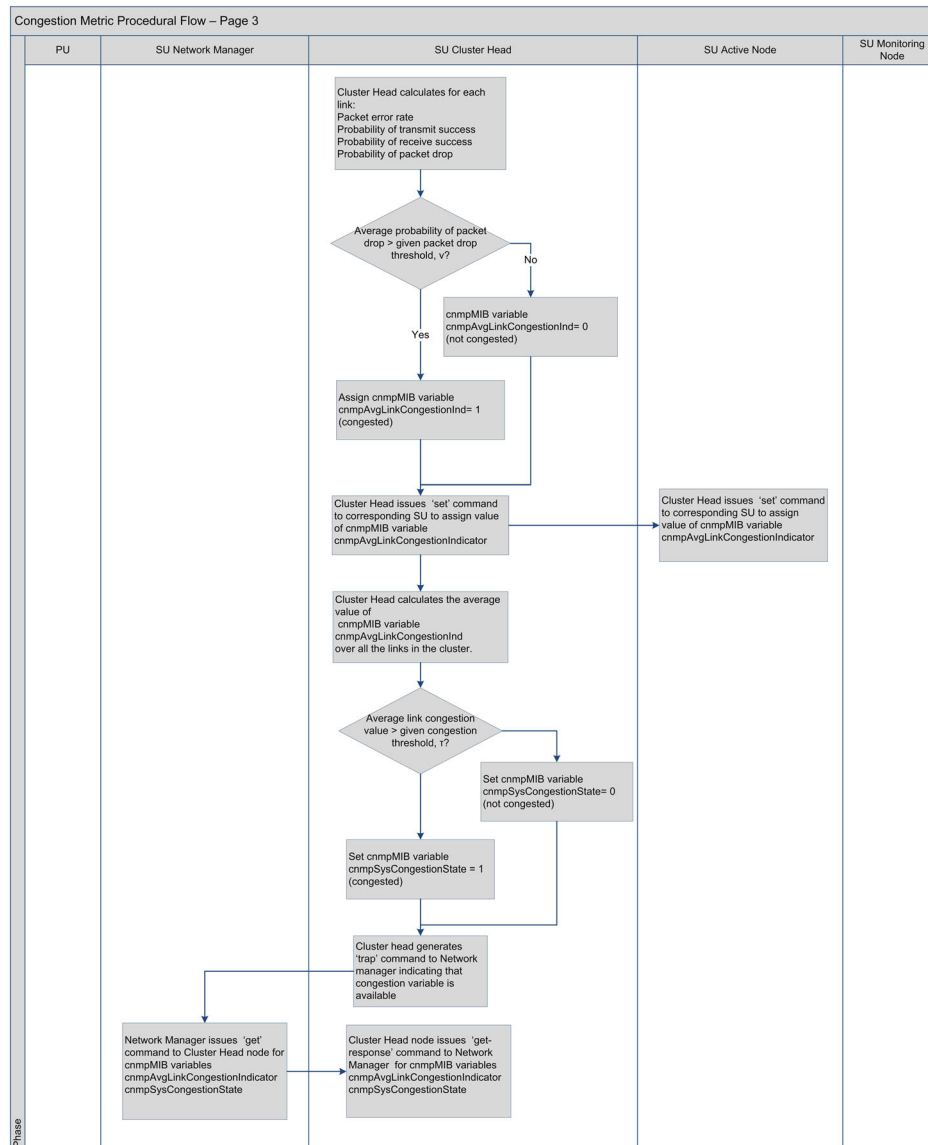 Congestion Metric Procedural Flow – Page 3
PU
SU Network Manager
SU Cluster Head
SU Active Node
SU Monitoring
Node
Cluster Head calculates for each
link:
Packet error rate
Probability of transmit success
Probability of receive success
Probability of packet drop
Average probability of packet
drop > given packet drop
threshold, v?
No
cnmpMIB variable
cnmpAvgLinkCongestionInd= 0
(not congested)
Yes
Assign cnmpMIB variable
cnmpAvgLinkCongestionInd= 1
(congested)
Cluster Head issues 'set' command
to corresponding SU to assign value
of cnmpMIB variable
cnmpAvgLinkCongestionIndicator
Cluster Head issues 'set' command
to corresponding SU to assign
value of cnmpMIB variable
cnmpAvgLinkCongestionIndicator
Cluster Head calculates the average
value of
cnmpMIB variable
cnmpAvgLinkCongestionInd
over all the links in the cluster.
Average link congestion
value > given congestion
threshold, τ?
Set cnmpMIB variable
cnmpSysCongestionState= 0
(not congested)
Set cnmpMIB variable
cnmpSysCongestionState = 1
(congested)
Cluster head generates
'trap' command to Network
manager indicating that
congestion variable is
available
Network Manager issues 'get'
command to Cluster Head node for
cnmpMIB variables
cnmpAvgLinkCongestionIndicator
cnmpSysCongestionState
Cluster Head node issues 'get-
response' command to Network
Manager for cnmpMIB variables
cnmpAvgLinkCongestionIndicator
cnmpSysCongestionState
Phase